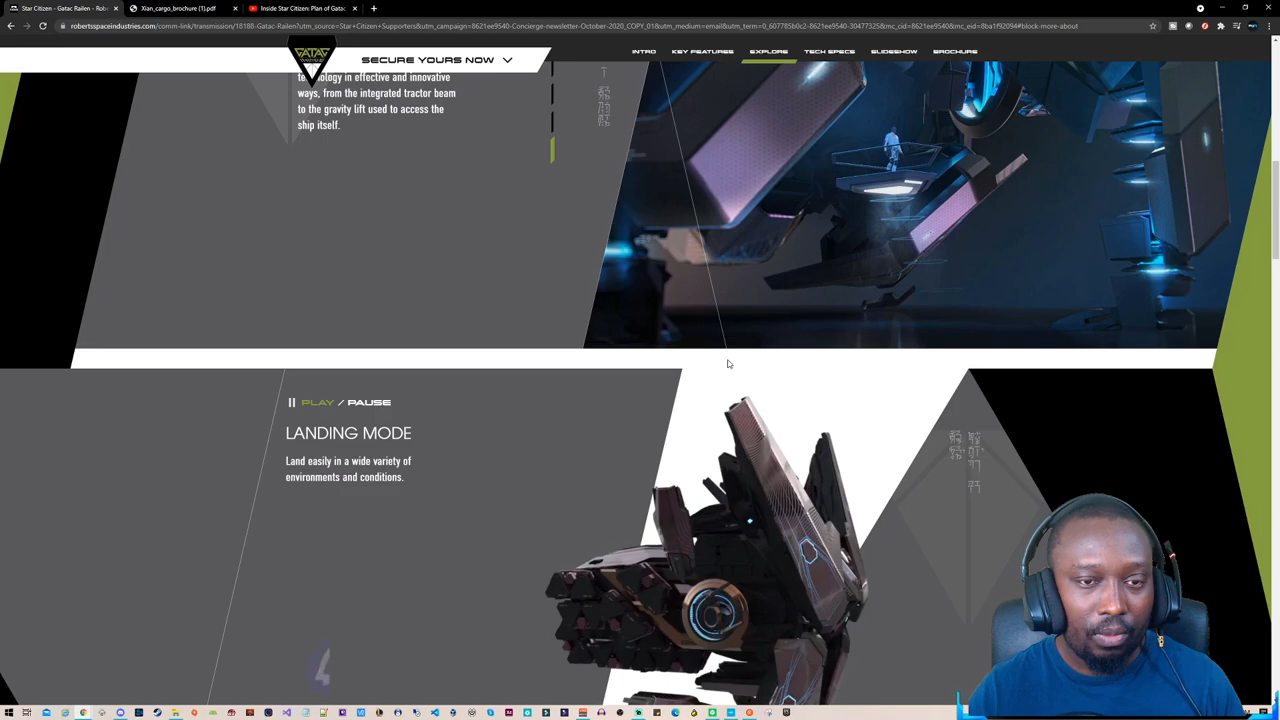 Star Citizen - Gatac Railen - Rob
Xian_cargo_brochure (1).pdf
Inside Star Citizen: Plan of Gatac
robertsspaceindustries.com/comm-link/transmission/18188-Gatac-Railen?utm_source=Star+Citizen+Supporters&utm_campaign=8621ee9540-Concierge-newsletter-October-2020_COPY_01&utm_medium=email&utm_term=0_607785b0c2-8621ee9540-30477325&mc_cid=8621ee9540&mc_eid=8ba1f92094#block-more-about
GATAC
SECURE YOURS NOW
INTRO KEY FEATURES EXPLORE TECH SPECS SLIDESHOW BROCHURE
technology in effective and innovative
ways, from the integrated tractor beam
to the gravity lift used to access the
ship itself.
PLAY / PAUSE
LANDING MODE
Land easily in a wide variety of
environments and conditions.